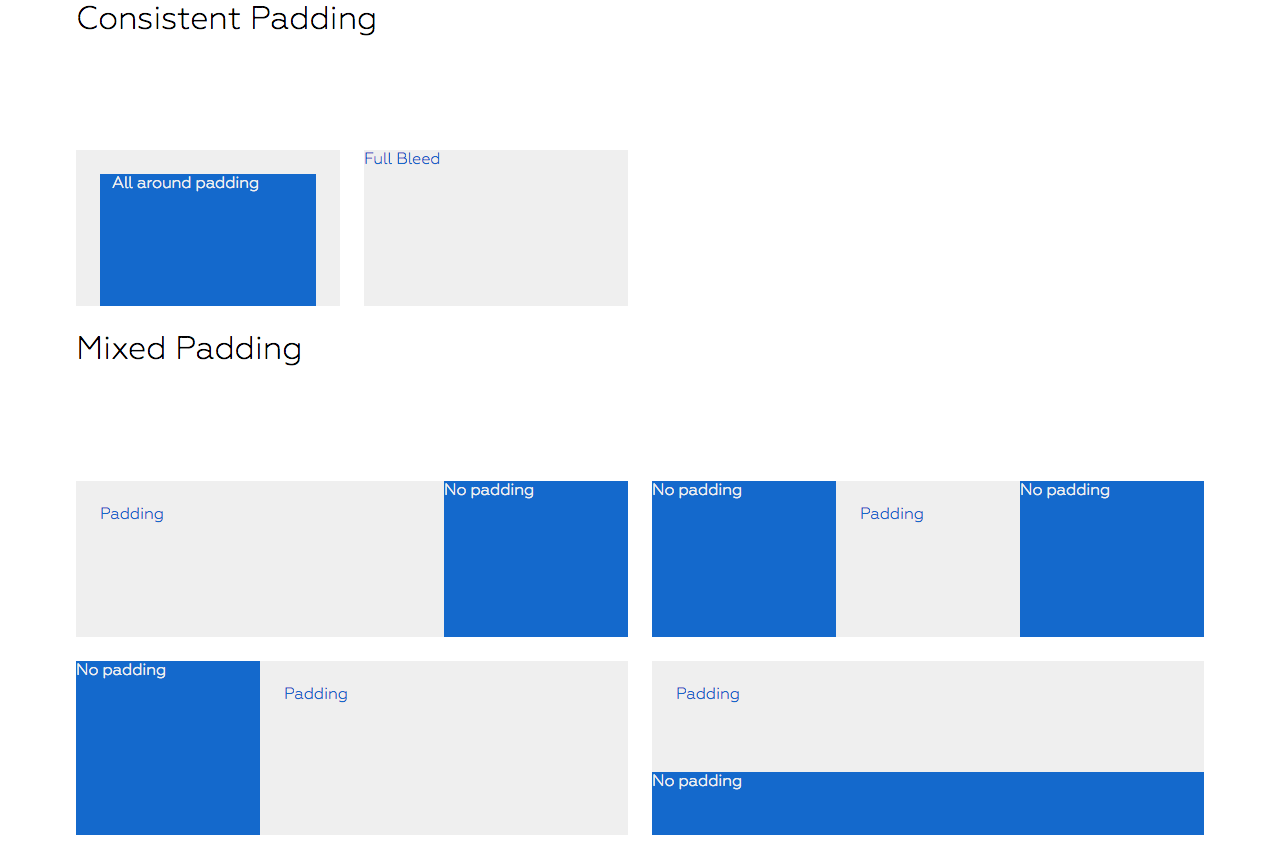 Consistent Padding
All around padding
Full Bleed
Mixed Padding
Padding
No padding
No padding
Padding
No padding
No padding
Padding
Padding
No padding